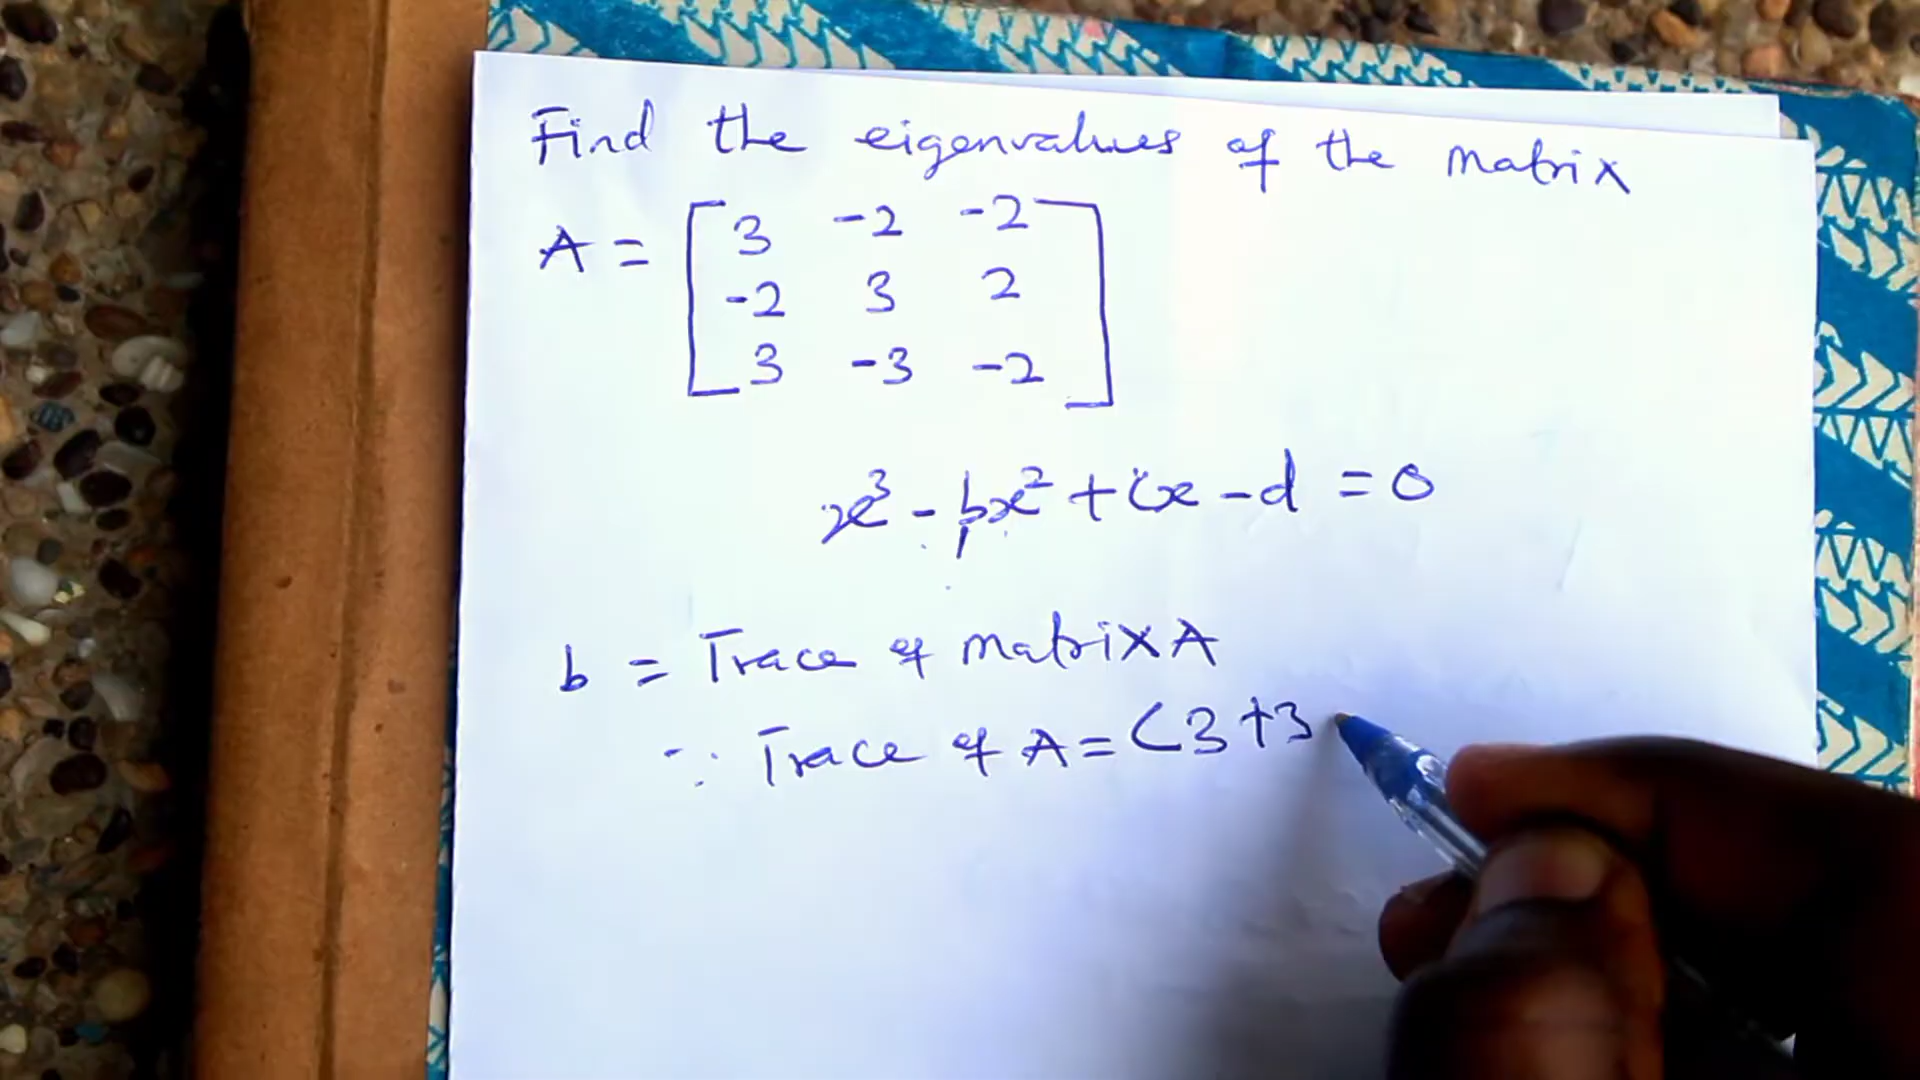 Find the eigenvalues of the matrix
A = [ 3 -2 -2
-2 3 2
3 -3 -2 ]
x³ - bx² + cx - d = 0
b = Trace of matrix A
∵ Trace of A = (3+3